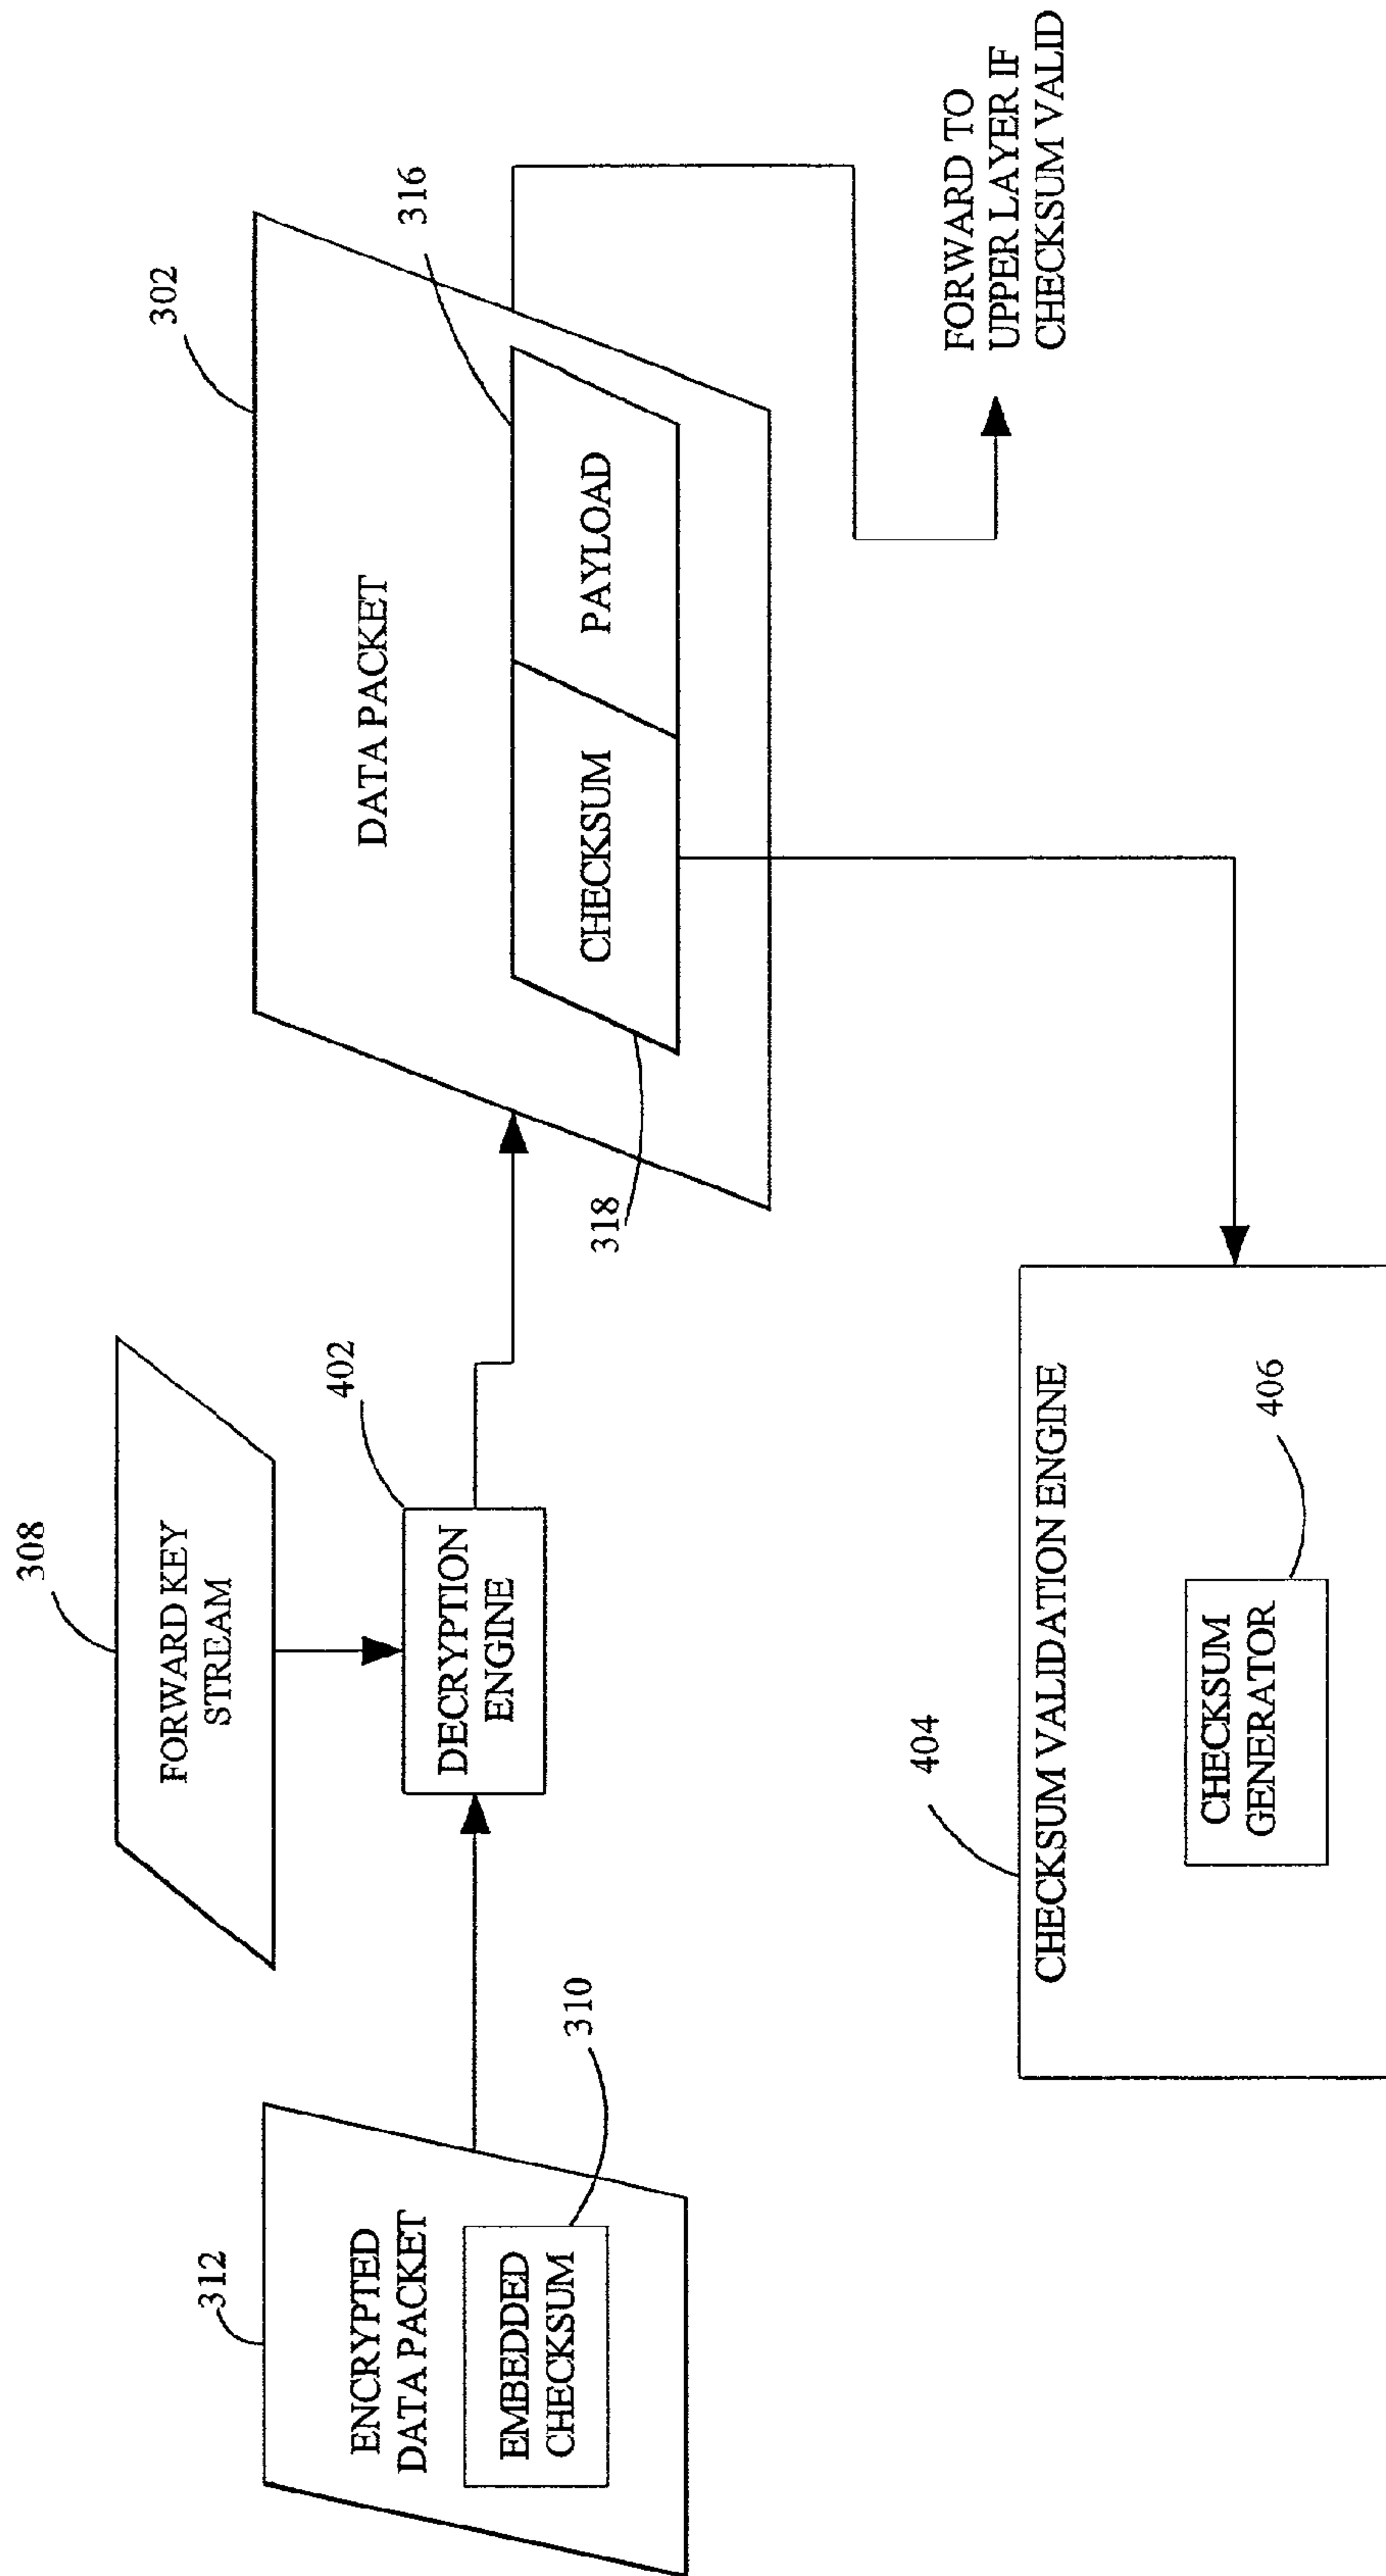 312
ENCRYPTED
DATA PACKET
EMBEDDED
CHECKSUM
310
308
FORWARD KEY
STREAM
402
DECRYPTION
ENGINE
302
DATA PACKET
316
CHECKSUM
PAYLOAD
318
404
CHECKSUM VALIDATION ENGINE
CHECKSUM
GENERATOR
406
FORWARD TO
UPPER LAYER IF
CHECKSUM VALID